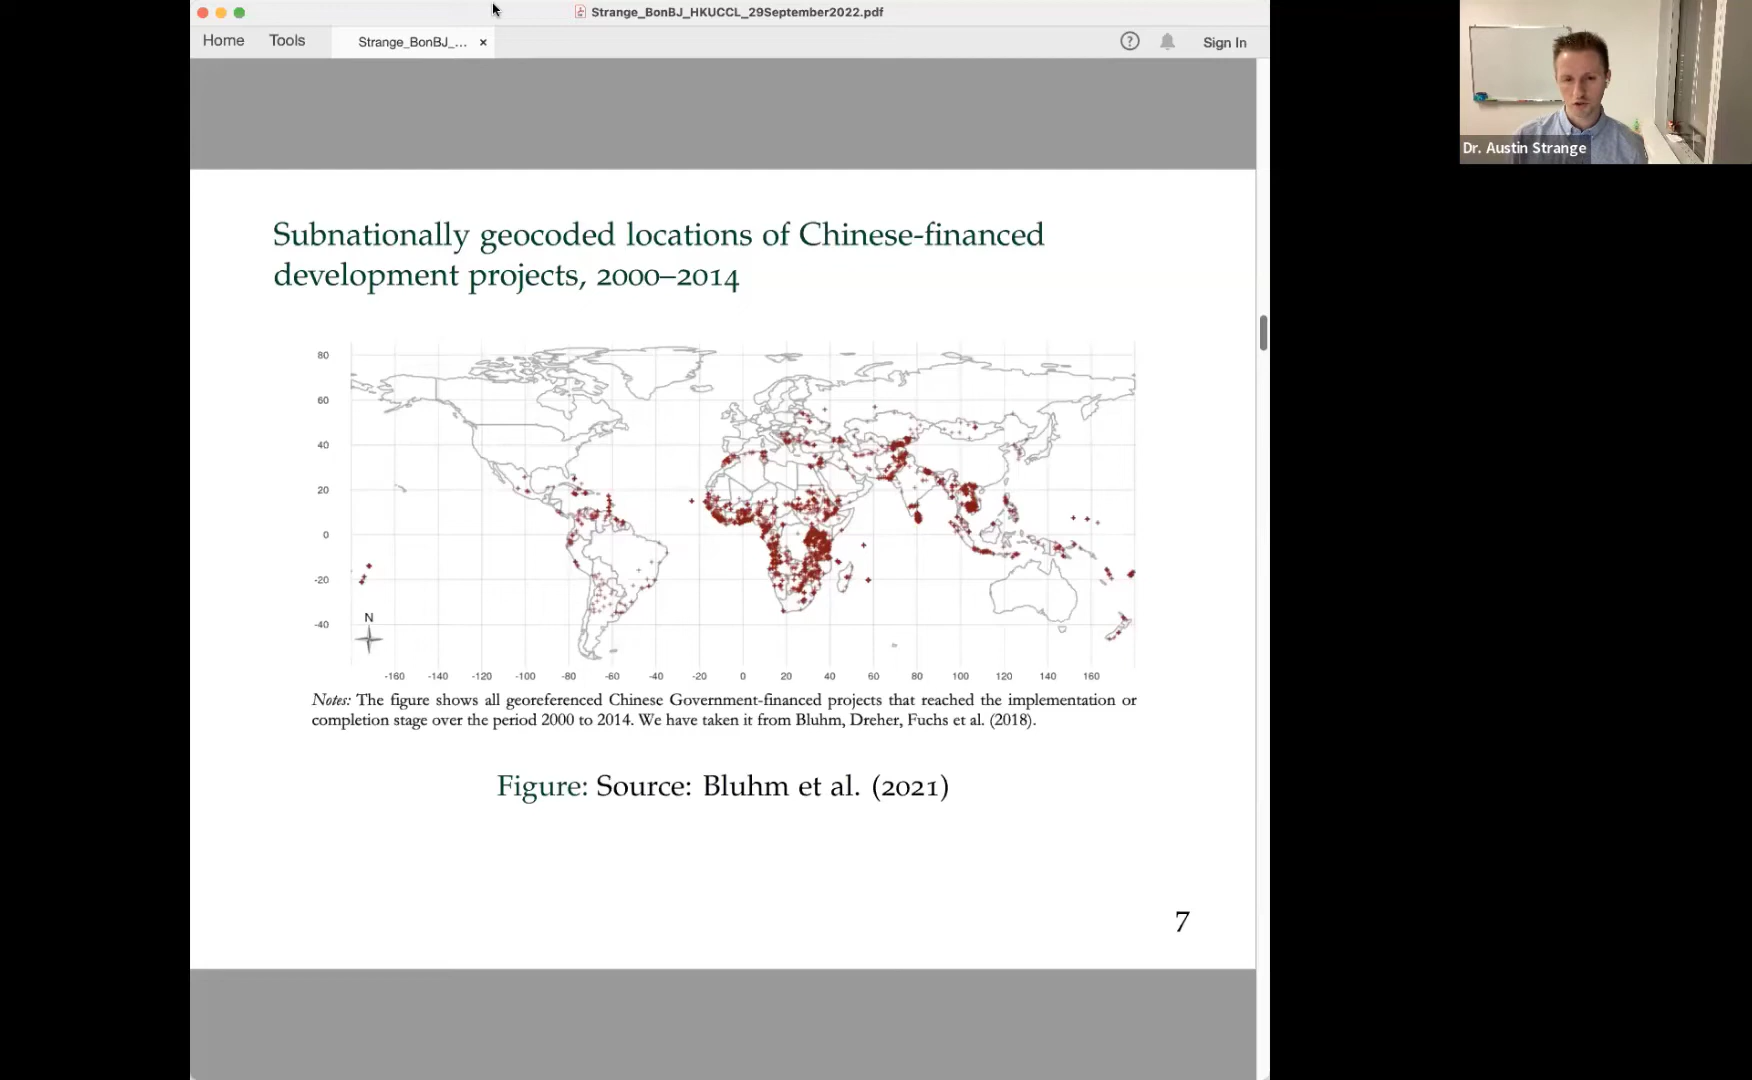 Strange_BonBJ_HKUCCL_29September2022.pdf
Home Tools Strange_BonBJ_... × ? Sign In
Dr. Austin Strange
Subnationally geocoded locations of Chinese-financed
development projects, 2000–2014
80
60
40
20
0
-20
-40
N
-160 -140 -120 -100 -80 -60 -40 -20 0 20 40 60 80 100 120 140 160
Notes: The figure shows all georeferenced Chinese Government-financed projects that reached the implementation or
completion stage over the period 2000 to 2014. We have taken it from Bluhm, Dreher, Fuchs et al. (2018).
Figure: Source: Bluhm et al. (2021)
7